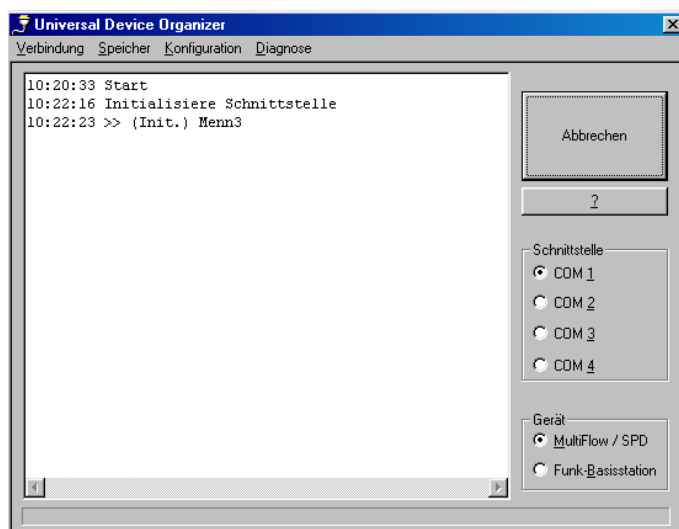 Universal Device Organizer
Verbindung Speicher Konfiguration Diagnose
10:20:33 Start
10:22:16 Initialisiere Schnittstelle
10:22:23 >> (Init.) Menn3
Abbrechen
?
Schnittstelle
COM 1
COM 2
COM 3
COM 4
Gerät
MultiFlow / SPD
Funk-Basisstation